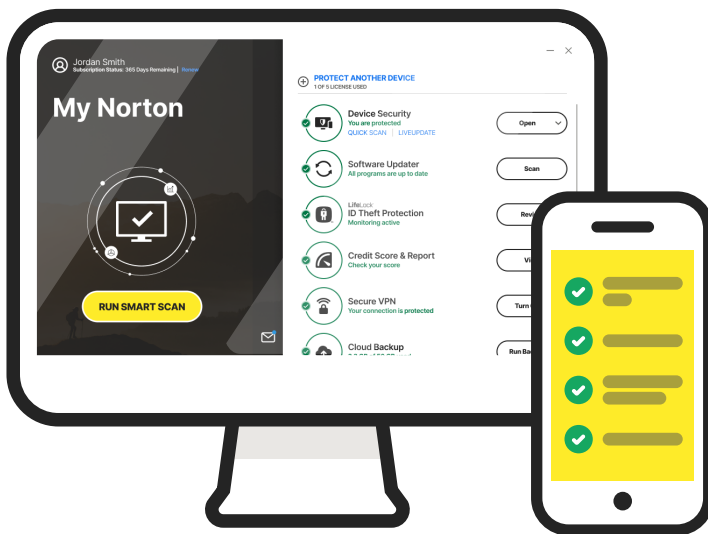 Jordan Smith
Subscription Status: 365 Days Remaining | Renew
My Norton
RUN SMART SCAN
PROTECT ANOTHER DEVICE
1 OF 5 LICENSE USED
Device Security
You are protected
QUICK SCAN | LIVEUPDATE
Open
Software Updater
All programs are up to date
Scan
LifeLock
ID Theft Protection
Monitoring active
Credit Score & Report
Check your score
Secure VPN
Your connection is protected
Turn
Cloud Backup
Run